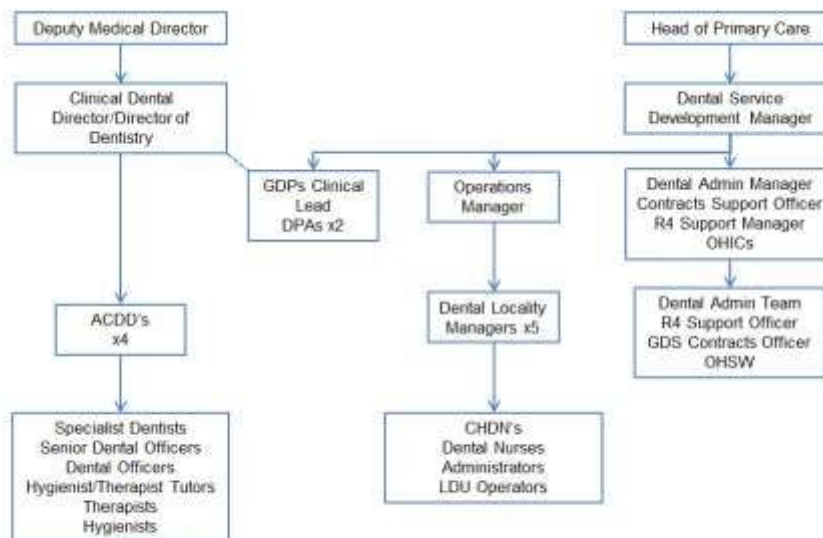 Deputy Medical Director
Head of Primary Care
Clinical Dental
Director/Director of
Dentistry
Dental Service
Development Manager
GDPs Clinical
Lead
DPAs x2
Operations
Manager
Dental Admin Manager
Contracts Support Officer
R4 Support Manager
OHICs
ACDD's
x4
Dental Locality
Managers x5
Dental Admin Team
R4 Support Officer
GDS Contracts Officer
OHSW
Specialist Dentists
Senior Dental Officers
Dental Officers
Hygienist/Therapist Tutors
Therapists
Hygienists
CHDN's
Dental Nurses
Administrators
LDU Operators